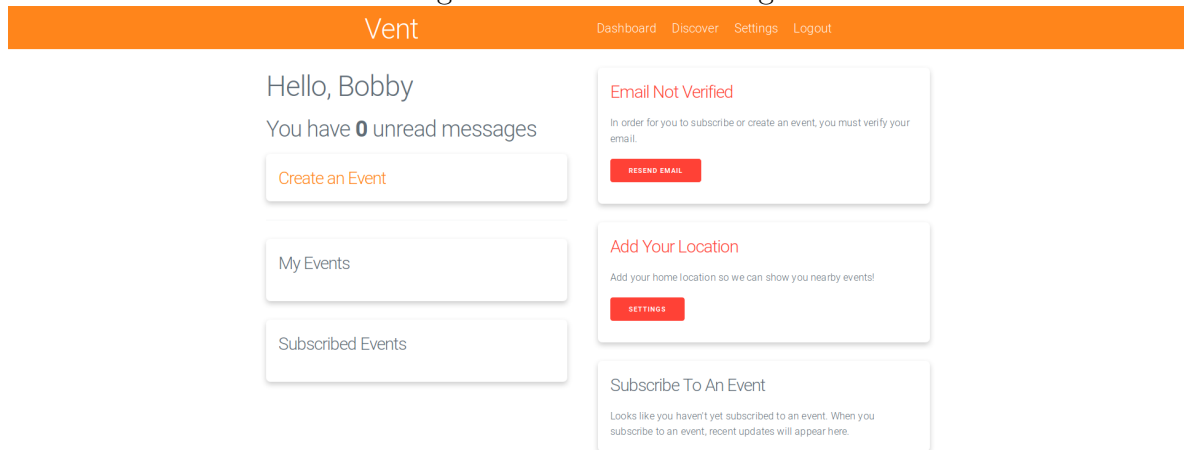 Vent
Dashboard Discover Settings Logout
Hello, Bobby
You have 0 unread messages
Create an Event
My Events
Subscribed Events
Email Not Verified
In order for you to subscribe or create an event, you must verify your
email.
RESEND EMAIL
Add Your Location
Add your home location so we can show you nearby events!
SETTINGS
Subscribe To An Event
Looks like you haven't yet subscribed to an event. When you
subscribe to an event, recent updates will appear here.